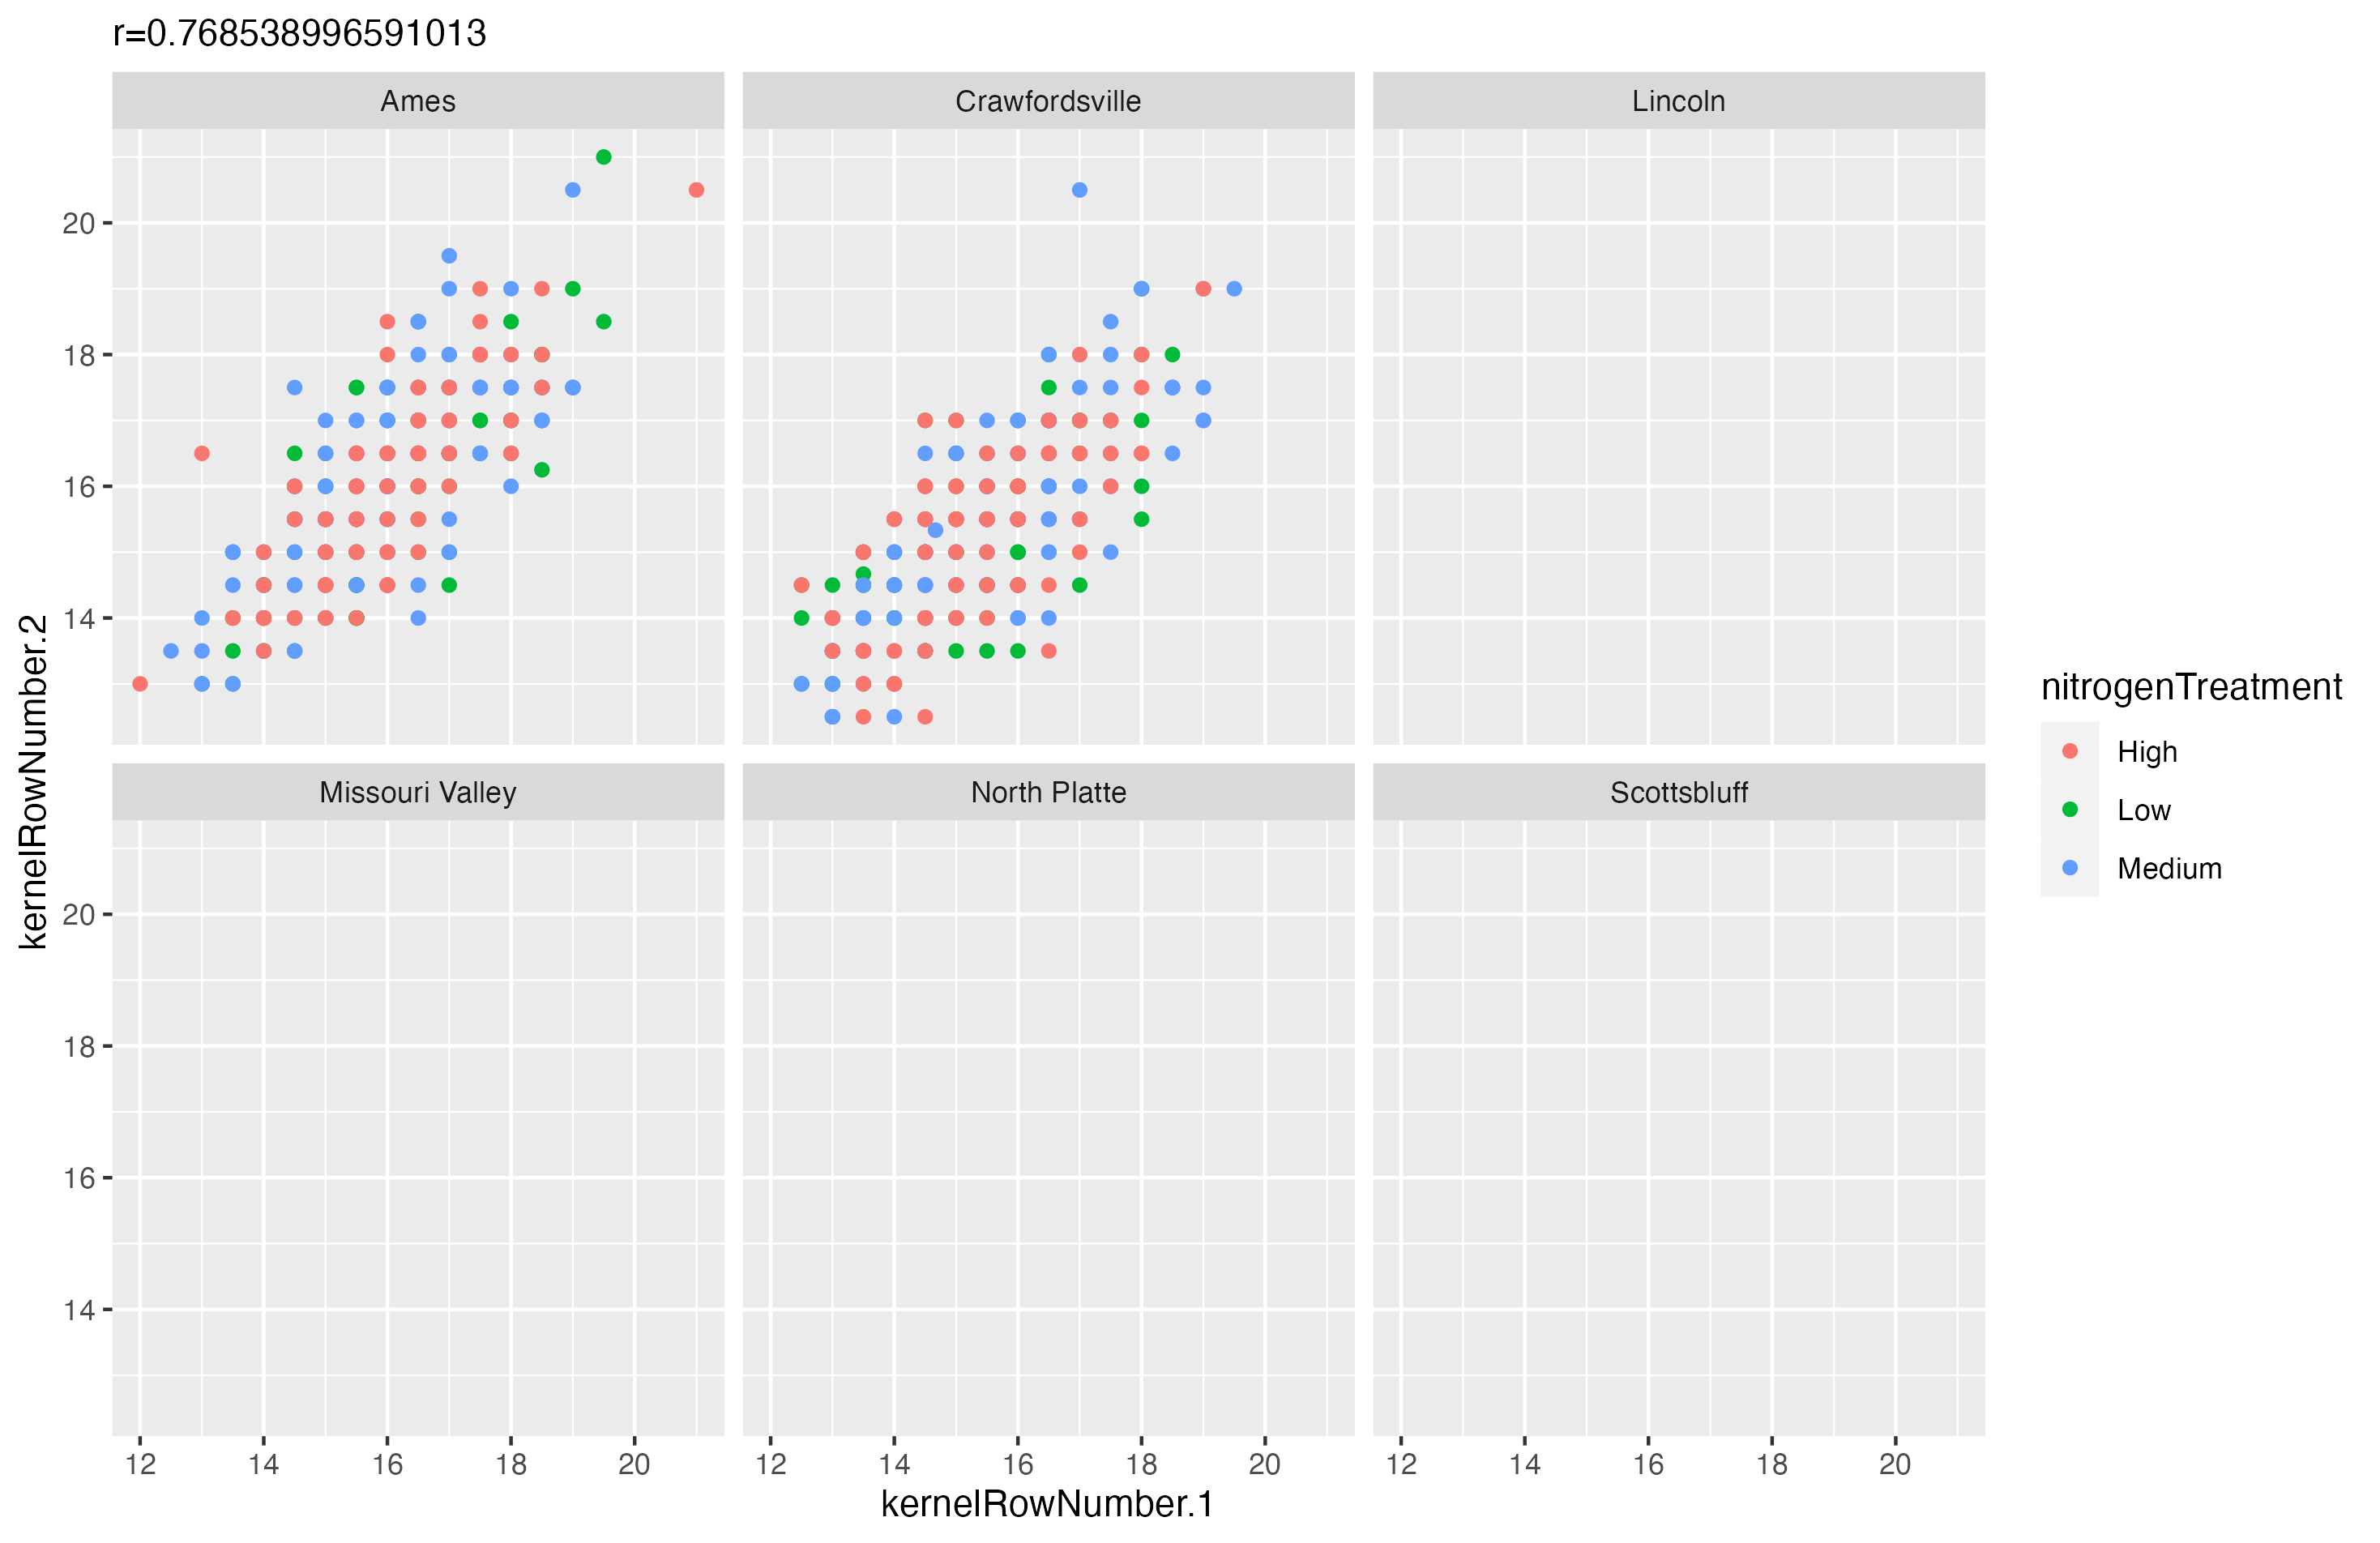 r=0.768538996591013
Ames
Crawfordsville
Lincoln
20
18
16
14
Missouri Valley
North Platte
Scottsbluff
20
18
16
14
12 14 16 18 20
12 14 16 18 20
12 14 16 18 20
kernelRowNumber.1
kernelRowNumber.2
nitrogenTreatment
High
Low
Medium